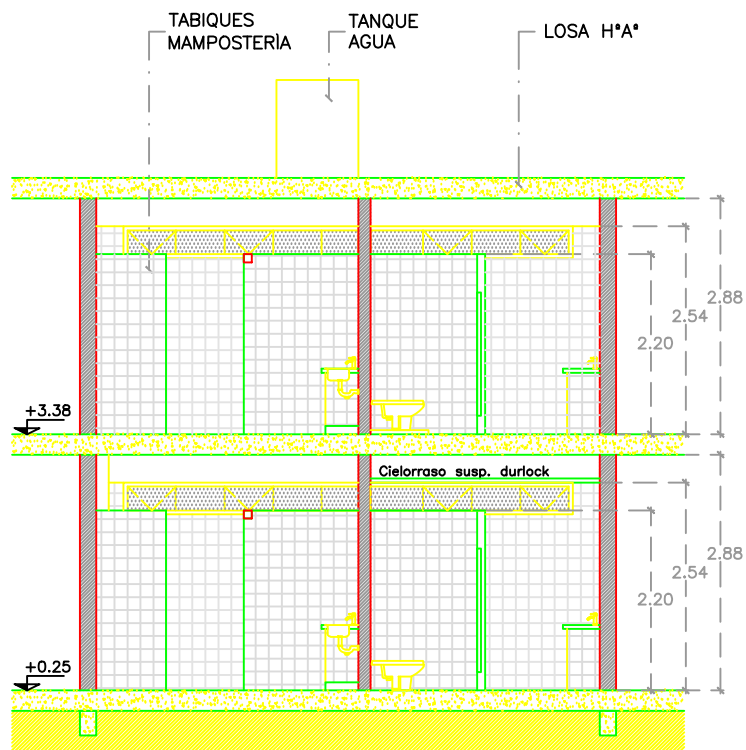 TABIQUES
MAMPOSTERÌA
TANQUE
AGUA
LOSA HºAº
2.88
2.54
2.20
+3.38
Cielorraso susp. durlock
2.88
2.54
2.20
+0.25